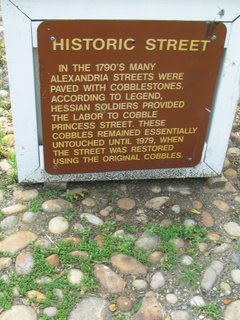 HISTORIC STREET
IN THE 1790'S MANY
ALEXANDRIA STREETS WERE
PAVED WITH COBBLESTONES.
ACCORDING TO LEGEND,
HESSIAN SOLDIERS PROVIDED
THE LABOR TO COBBLE
PRINCESS STREET. THESE
COBBLES REMAINED ESSENTIALLY
UNTOUCHED UNTIL 1979, WHEN
THE STREET WAS RESTORED
USING THE ORIGINAL COBBLES.